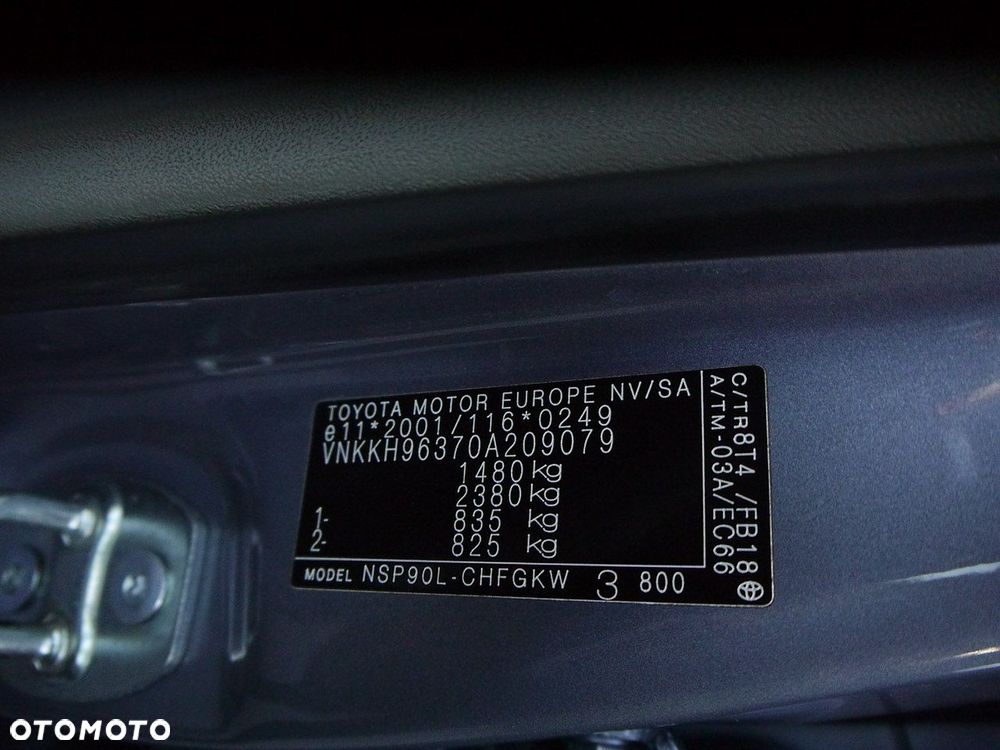 TOYOTA MOTOR EUROPE NV/SA
e11*2001/116*0249
VNKKH96370A209079
1480 kg
2380 kg
1- 835 kg
2- 825 kg
MODEL NSP90L-CHFGKW 3 800
C/TR8T4 /FB18
A/TM-03A/EC66
OTOMOTO